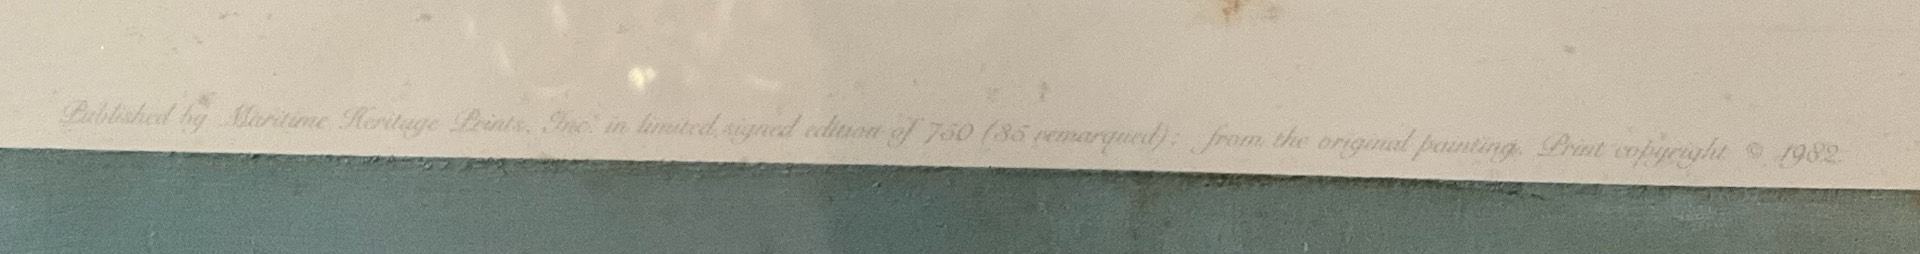 Published by Maritime Heritage Prints, Inc. in limited, signed edition of 750 (35 remarqued); from the original painting. Print copyright © 1982